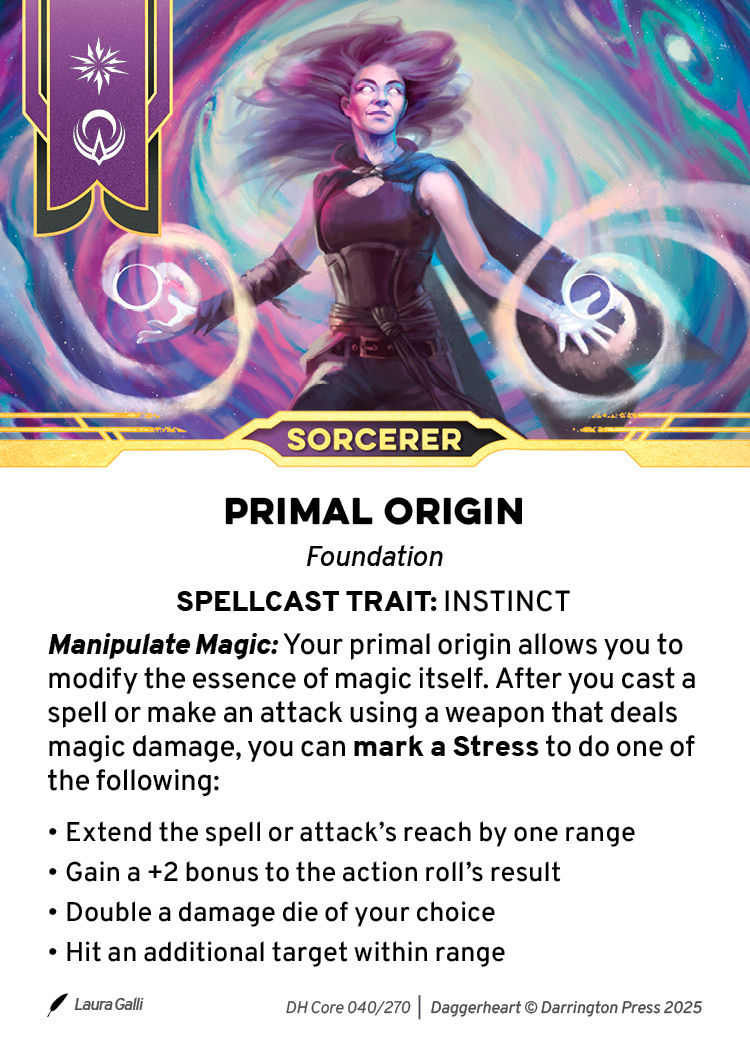 SORCERER
PRIMAL ORIGIN
Foundation
SPELLCAST TRAIT: INSTINCT
Manipulate Magic: Your primal origin allows you to
modify the essence of magic itself. After you cast a
spell or make an attack using a weapon that deals
magic damage, you can mark a Stress to do one of
the following:
• Extend the spell or attack’s reach by one range
• Gain a +2 bonus to the action roll’s result
• Double a damage die of your choice
• Hit an additional target within range
Laura Galli
DH Core 040/270 | Daggerheart © Darrington Press 2025